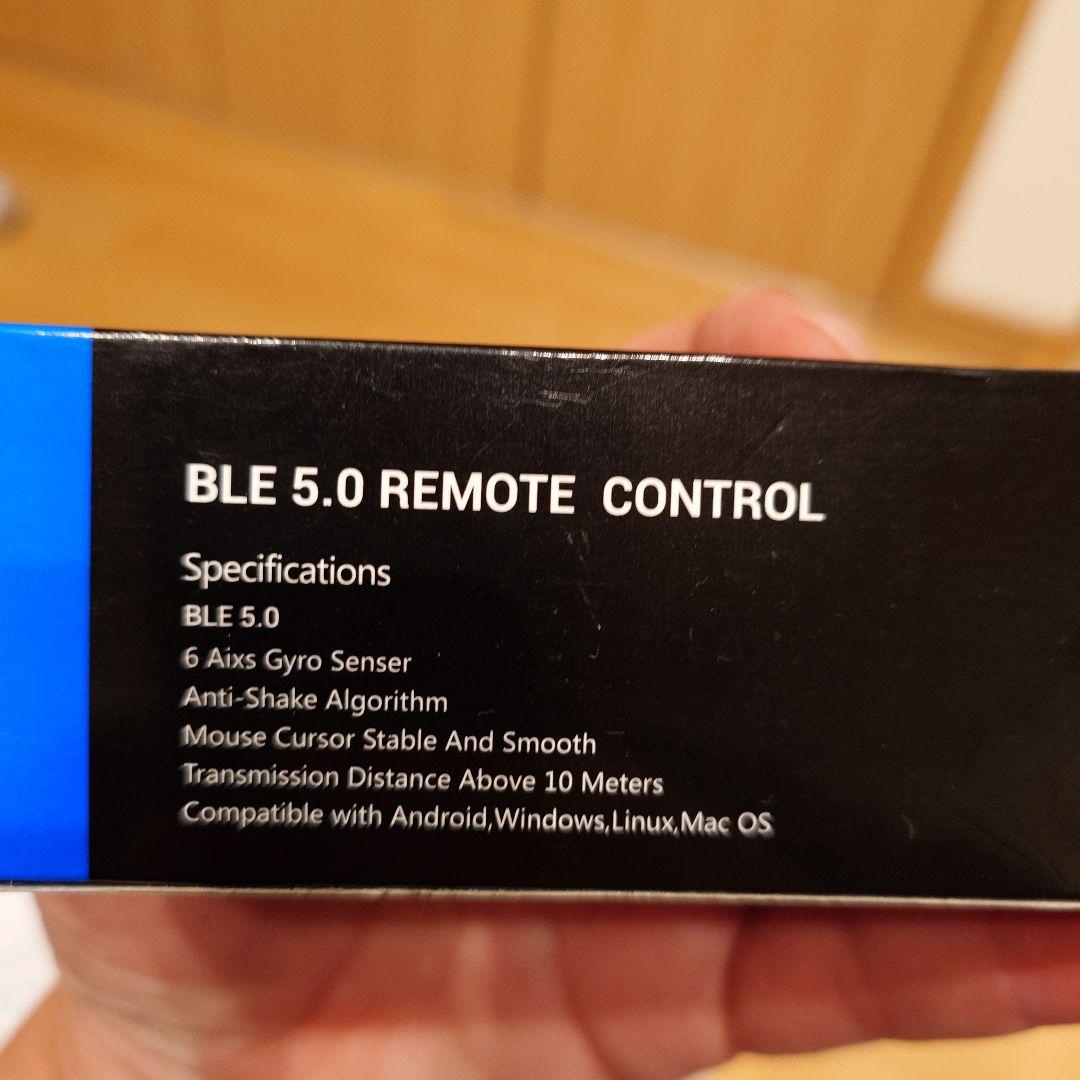 BLE 5.0 REMOTE CONTROL
Specifications
BLE 5.0
6 Aixs Gyro Senser
Anti-Shake Algorithm
Mouse Cursor Stable And Smooth
Transmission Distance Above 10 Meters
Compatible with Android,Windows,Linux,Mac OS